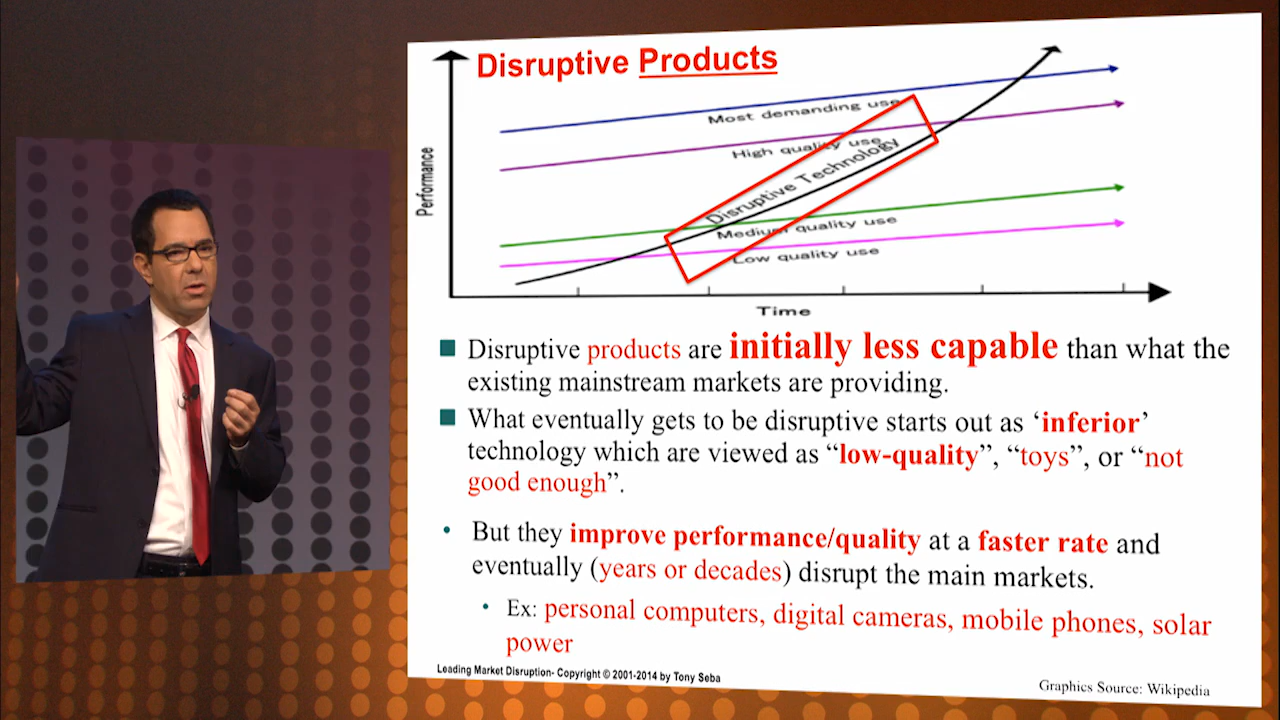 Disruptive Products
Performance
Most demanding use
High quality use
Disruptive Technology
Medium quality use
Low quality use
Time
Disruptive products are initially less capable than what the
existing mainstream markets are providing.
What eventually gets to be disruptive starts out as ‘inferior’
technology which are viewed as “low-quality”, “toys”, or “not
good enough”.
But they improve performance/quality at a faster rate and
eventually (years or decades) disrupt the main markets.
Ex: personal computers, digital cameras, mobile phones, solar
power
Leading Market Disruption- Copyright © 2001-2014 by Tony Seba
Graphics Source: Wikipedia